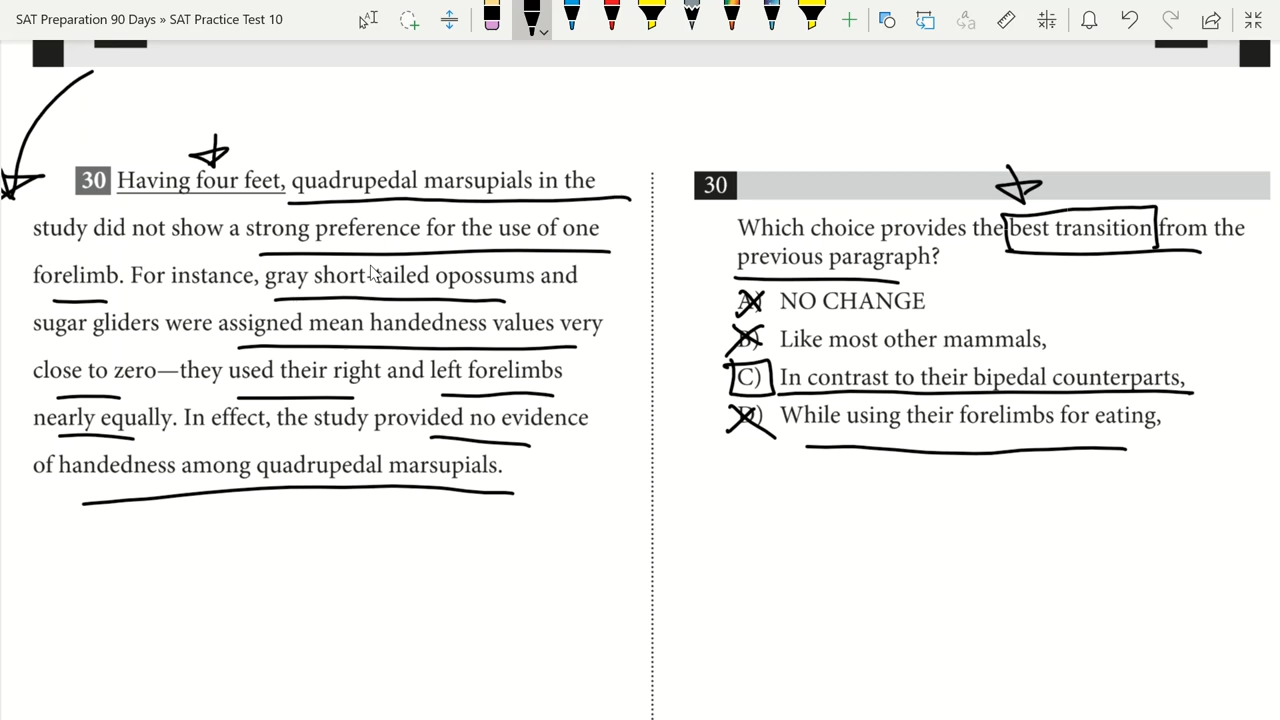 SAT Preparation 90 Days » SAT Practice Test 10
30 Having four feet, quadrupedal marsupials in the
study did not show a strong preference for the use of one
forelimb. For instance, gray short-tailed opossums and
sugar gliders were assigned mean handedness values very
close to zero—they used their right and left forelimbs
nearly equally. In effect, the study provided no evidence
of handedness among quadrupedal marsupials.
30
Which choice provides the best transition from the
previous paragraph?
A) NO CHANGE
B) Like most other mammals,
C) In contrast to their bipedal counterparts,
D) While using their forelimbs for eating,